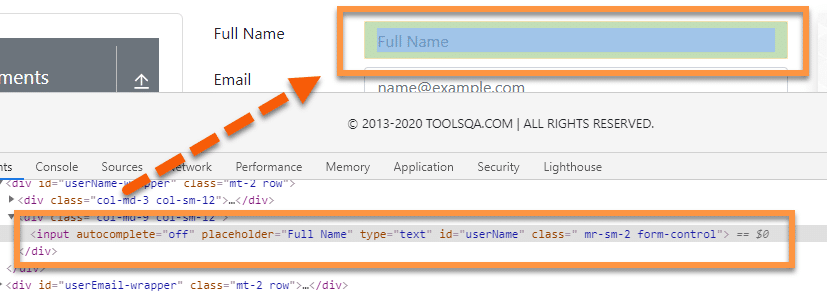 Full Name
Full Name
ments
Email
name@example.com
© 2013-2020 TOOLSQA.COM | ALL RIGHTS RESERVED.
nts Console Sources Network Performance Memory Application Security Lighthouse
<div id="userName-wrapper" class="mt-2 row">
<div class="col-md-3 col-sm-12">…</div>
<div class="col-md-9 col-sm-12">
<input autocomplete="off" placeholder="Full Name" type="text" id="userName" class=" mr-sm-2 form-control"> == $0
</div>
</div>
<div id="userEmail-wrapper" class="mt-2 row">…</div>